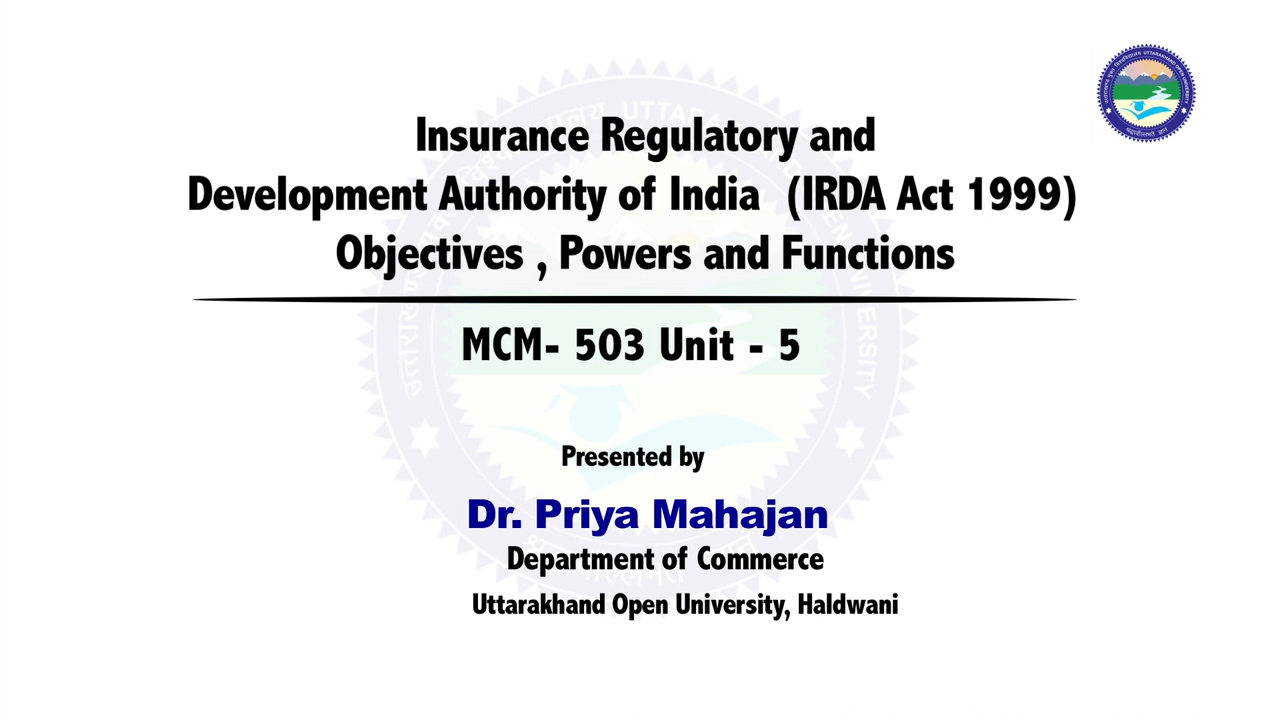 Insurance Regulatory and
Development Authority of India (IRDA Act 1999)
Objectives , Powers and Functions
MCM- 503 Unit - 5
Presented by
Dr. Priya Mahajan
Department of Commerce
Uttarakhand Open University, Haldwani